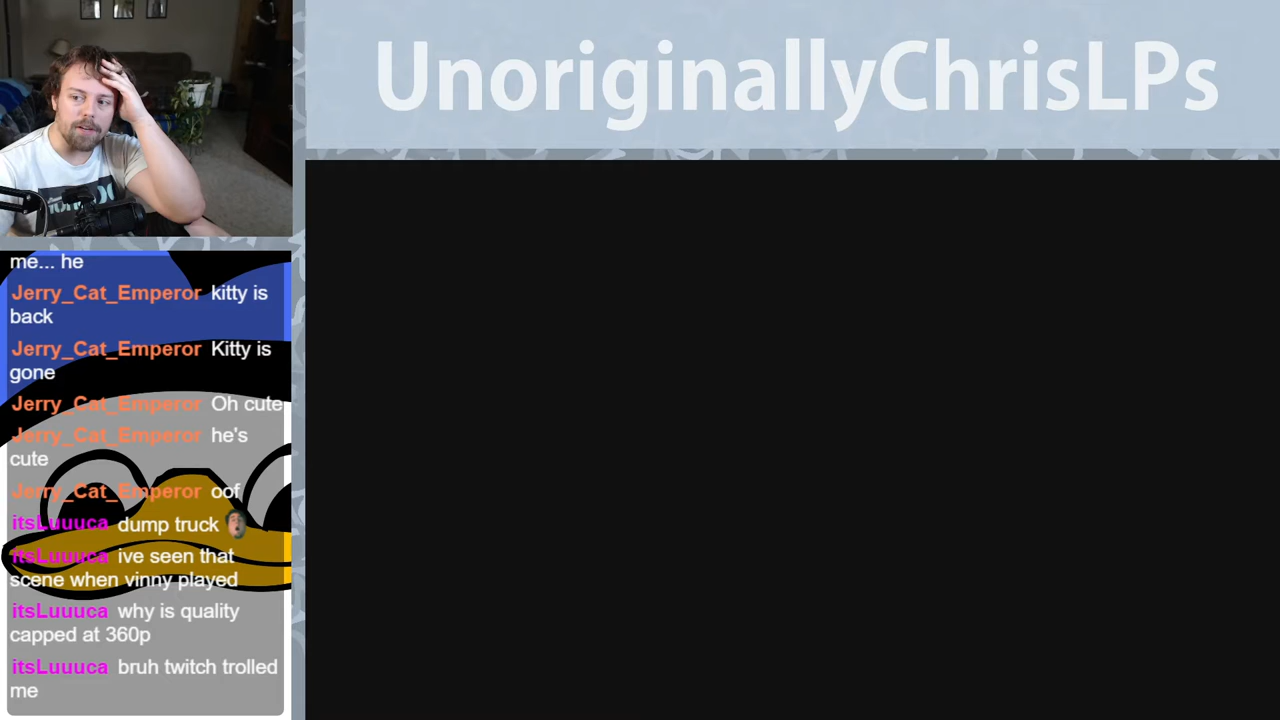 UnoriginallyChrisLPs
me... he
Jerry_Cat_Emperor kitty is
back
Jerry_Cat_Emperor Kitty is
gone
Jerry_Cat_Emperor Oh cute
Jerry_Cat_Emperor he's
cute
Jerry_Cat_Emperor oof
itsLuuuca dump truck
itsLuuuca ive seen that
scene when vinny played
itsLuuuca why is quality
capped at 360p
itsLuuuca bruh twitch trolled
me